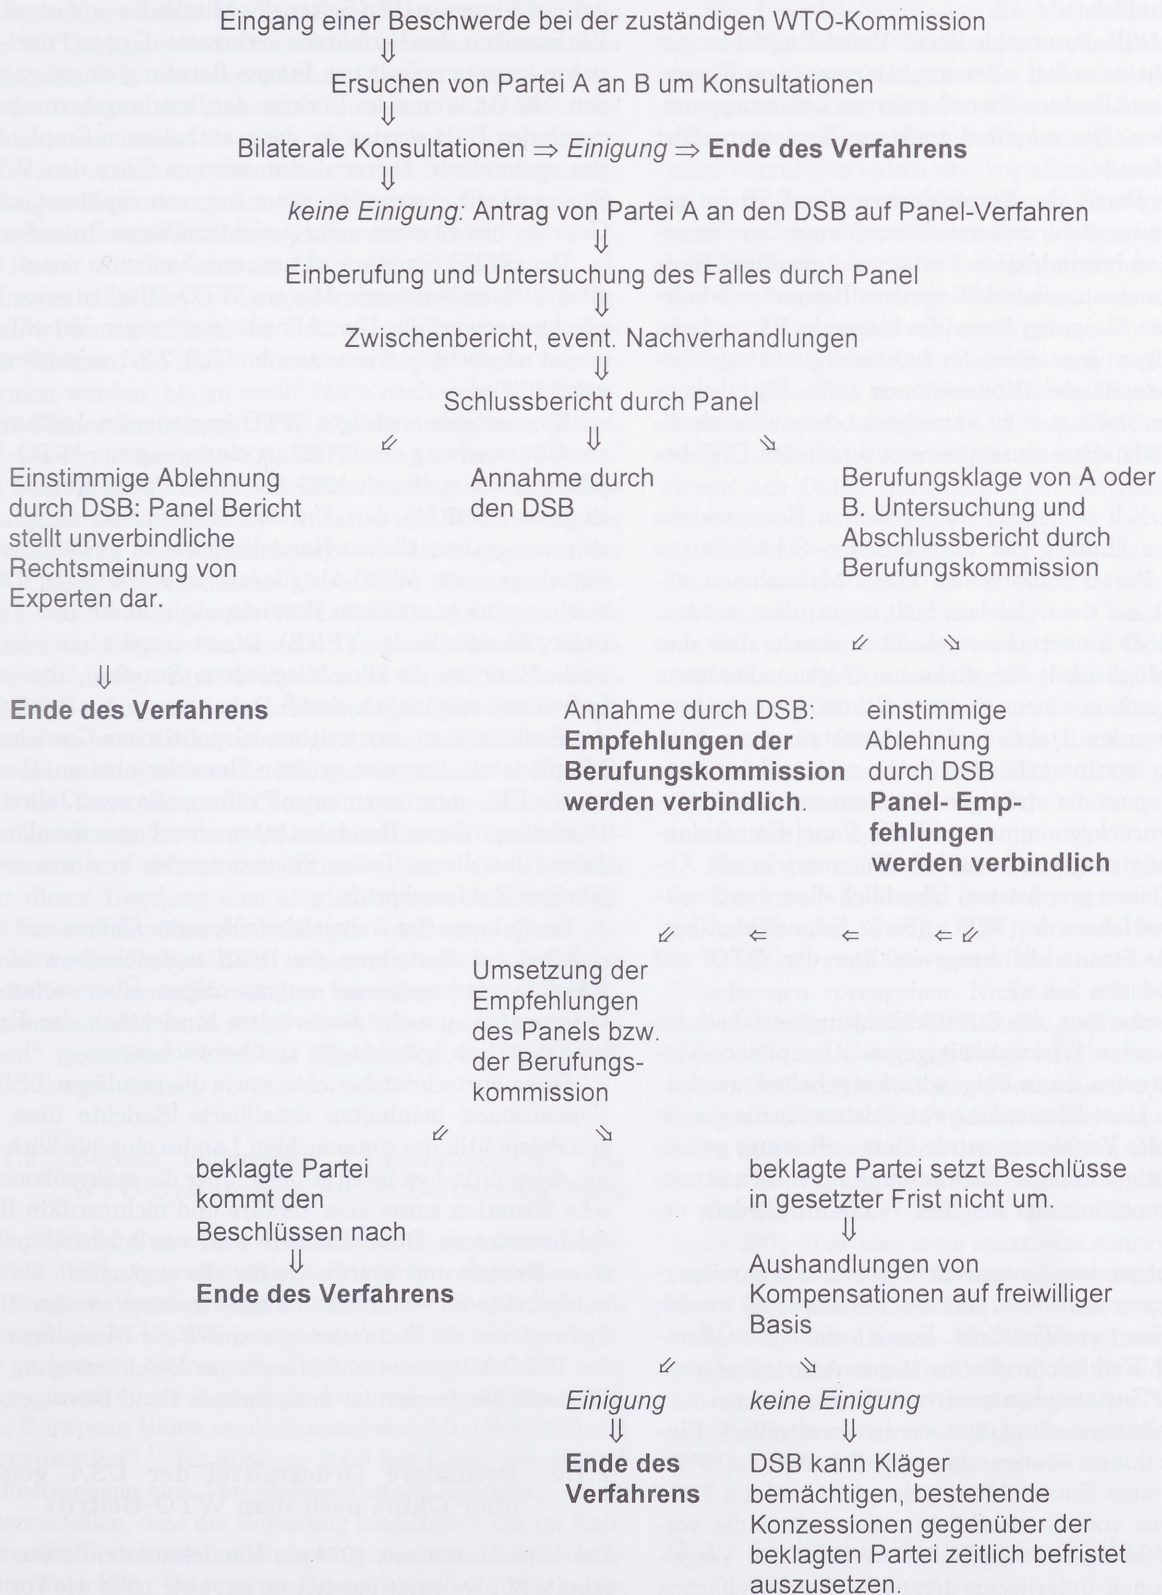 Eingang einer Beschwerde bei der zuständigen WTO-Kommission
⇓
Ersuchen von Partei A an B um Konsultationen
⇓
Bilaterale Konsultationen ⇒ Einigung ⇒ Ende des Verfahrens
⇓
keine Einigung: Antrag von Partei A an den DSB auf Panel-Verfahren
⇓
Einberufung und Untersuchung des Falles durch Panel
⇓
Zwischenbericht, event. Nachverhandlungen
⇓
Schlussbericht durch Panel
⇙ ⇓ ⇘
Einstimmige Ablehnung
durch DSB: Panel Bericht
stellt unverbindliche
Rechtsmeinung von
Experten dar.
⇓
Ende des Verfahrens
Annahme durch
den DSB
Berufungsklage von A oder
B. Untersuchung und
Abschlussbericht durch
Berufungskommission
⇙ ⇘
Annahme durch DSB:
Empfehlungen der
Berufungskommission
werden verbindlich.
einstimmige
Ablehnung
durch DSB
Panel- Emp-
fehlungen
werden verbindlich
⇙ ⇐ ⇐ ⇐ ⇙
Umsetzung der
Empfehlungen
des Panels bzw.
der Berufungs-
kommission
⇙ ⇘
beklagte Partei
kommt den
Beschlüssen nach
⇓
Ende des Verfahrens
beklagte Partei setzt Beschlüsse
in gesetzter Frist nicht um.
⇓
Aushandlungen von
Kompensationen auf freiwilliger
Basis
⇙ ⇘
Einigung
⇓
Ende des
Verfahrens
keine Einigung
⇓
DSB kann Kläger
bemächtigen, bestehende
Konzessionen gegenüber der
beklagten Partei zeitlich befristet
auszusetzen.